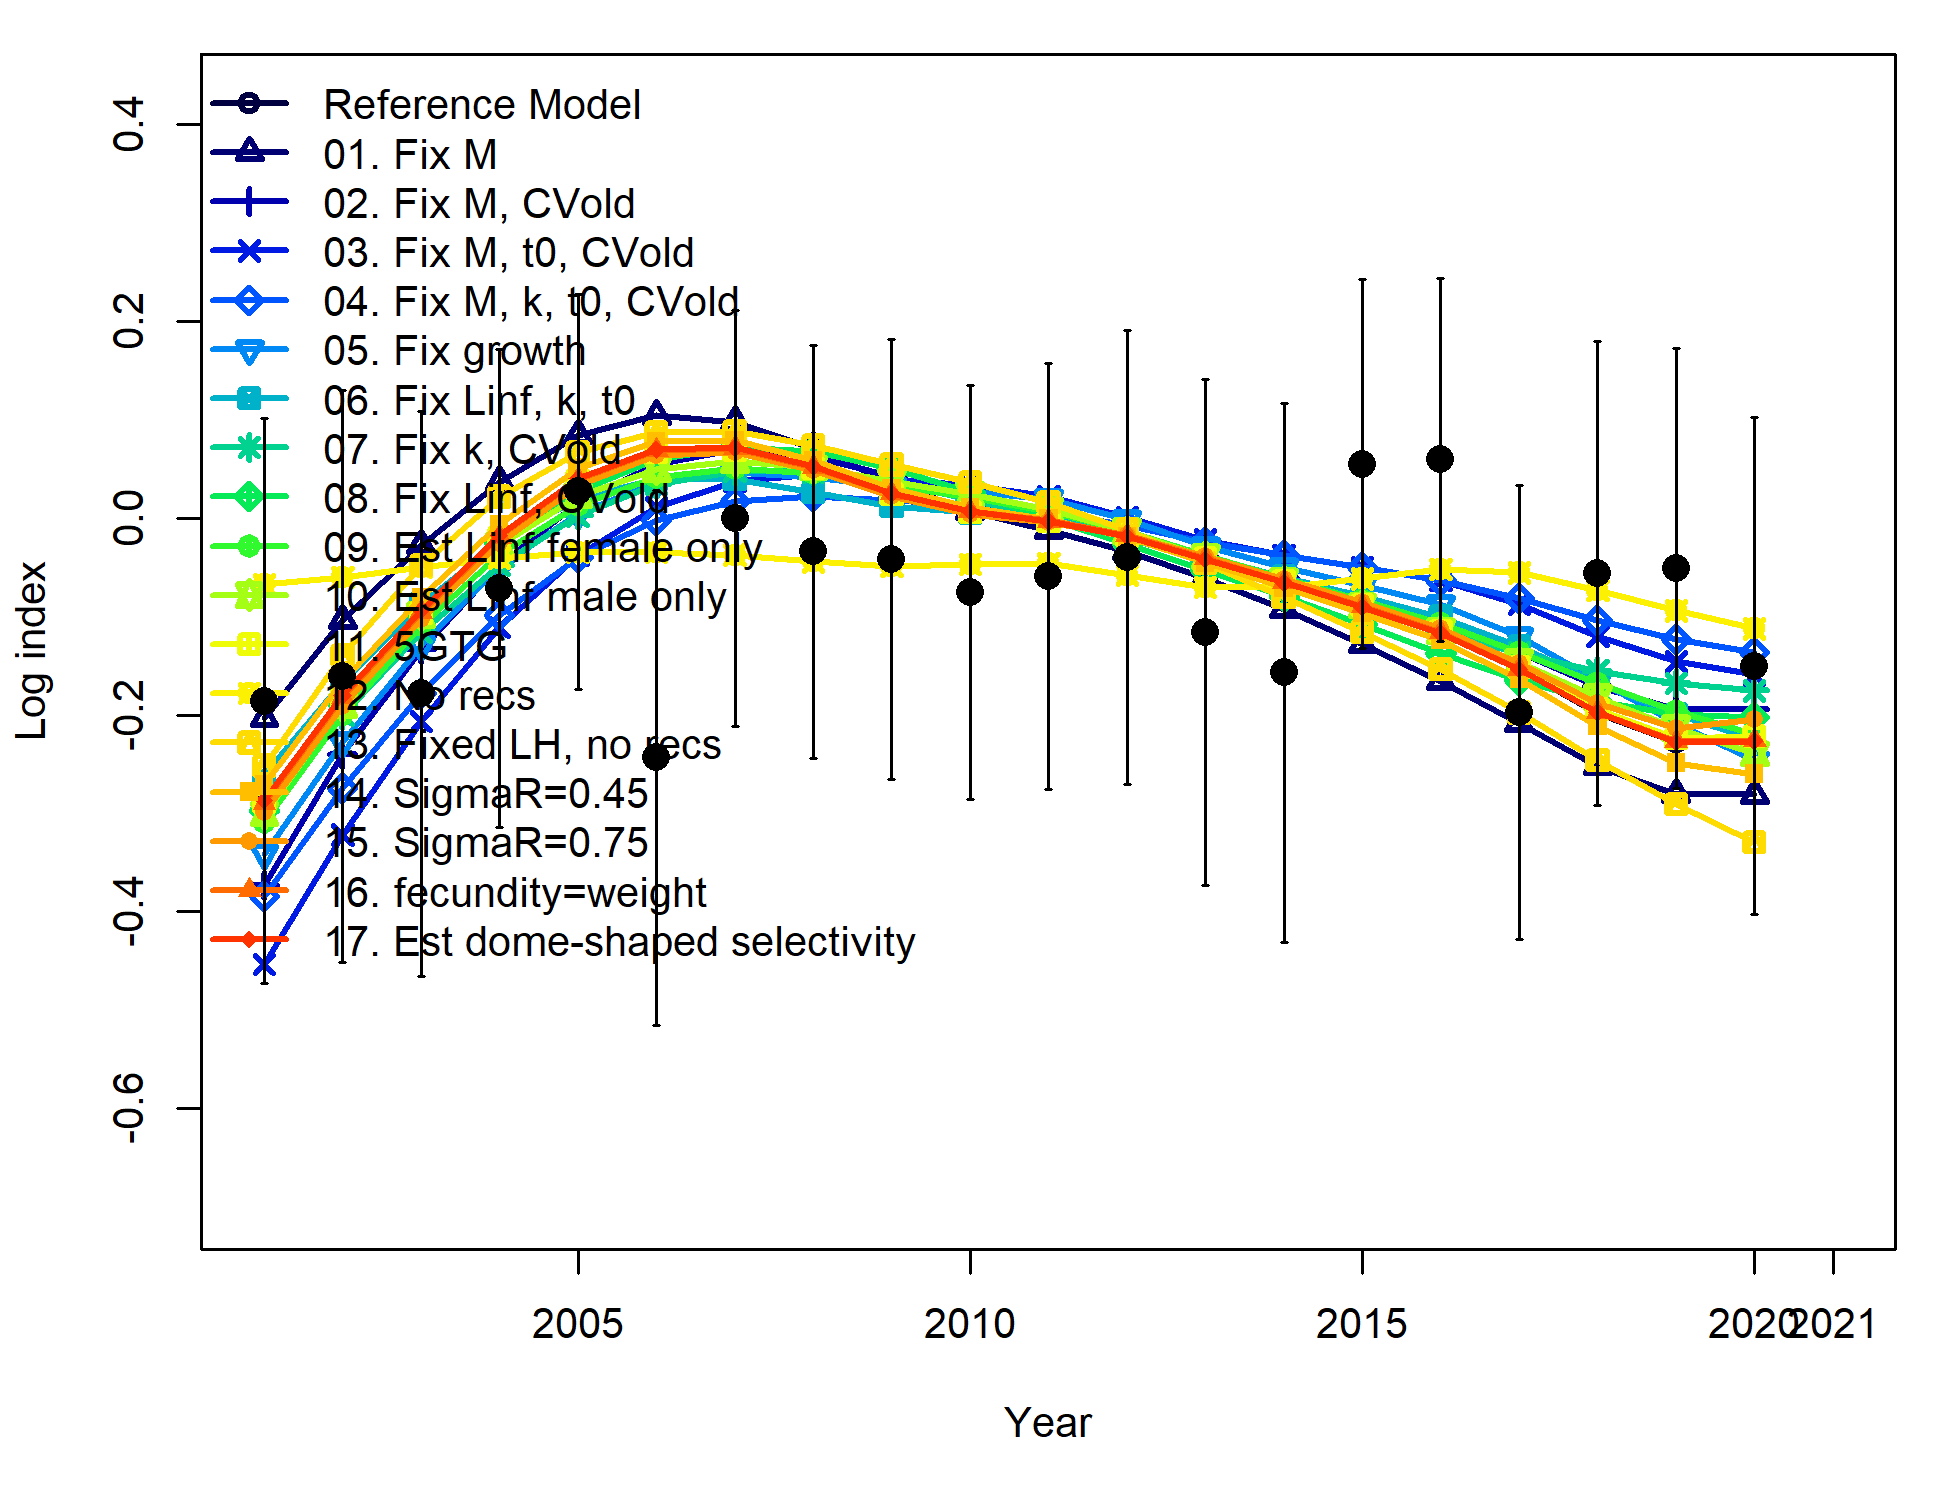 Reference Model
01. Fix M
02. Fix M, CVold
03. Fix M, t0, CVold
04. Fix M, k, t0, CVold
05. Fix growth
06. Fix Linf, k, t0
07. Fix k, CVold
08. Fix Linf, CVold
09. Est Linf female only
10. Est Linf male only
11. 5GTG
12. No recs
13. Fixed LH, no recs
14. SigmaR=0.45
15. SigmaR=0.75
16. fecundity=weight
17. Est dome-shaped selectivity
Log index
0.4
0.2
0.0
-0.2
-0.4
-0.6
2005 2010 2015 2020 2021
Year